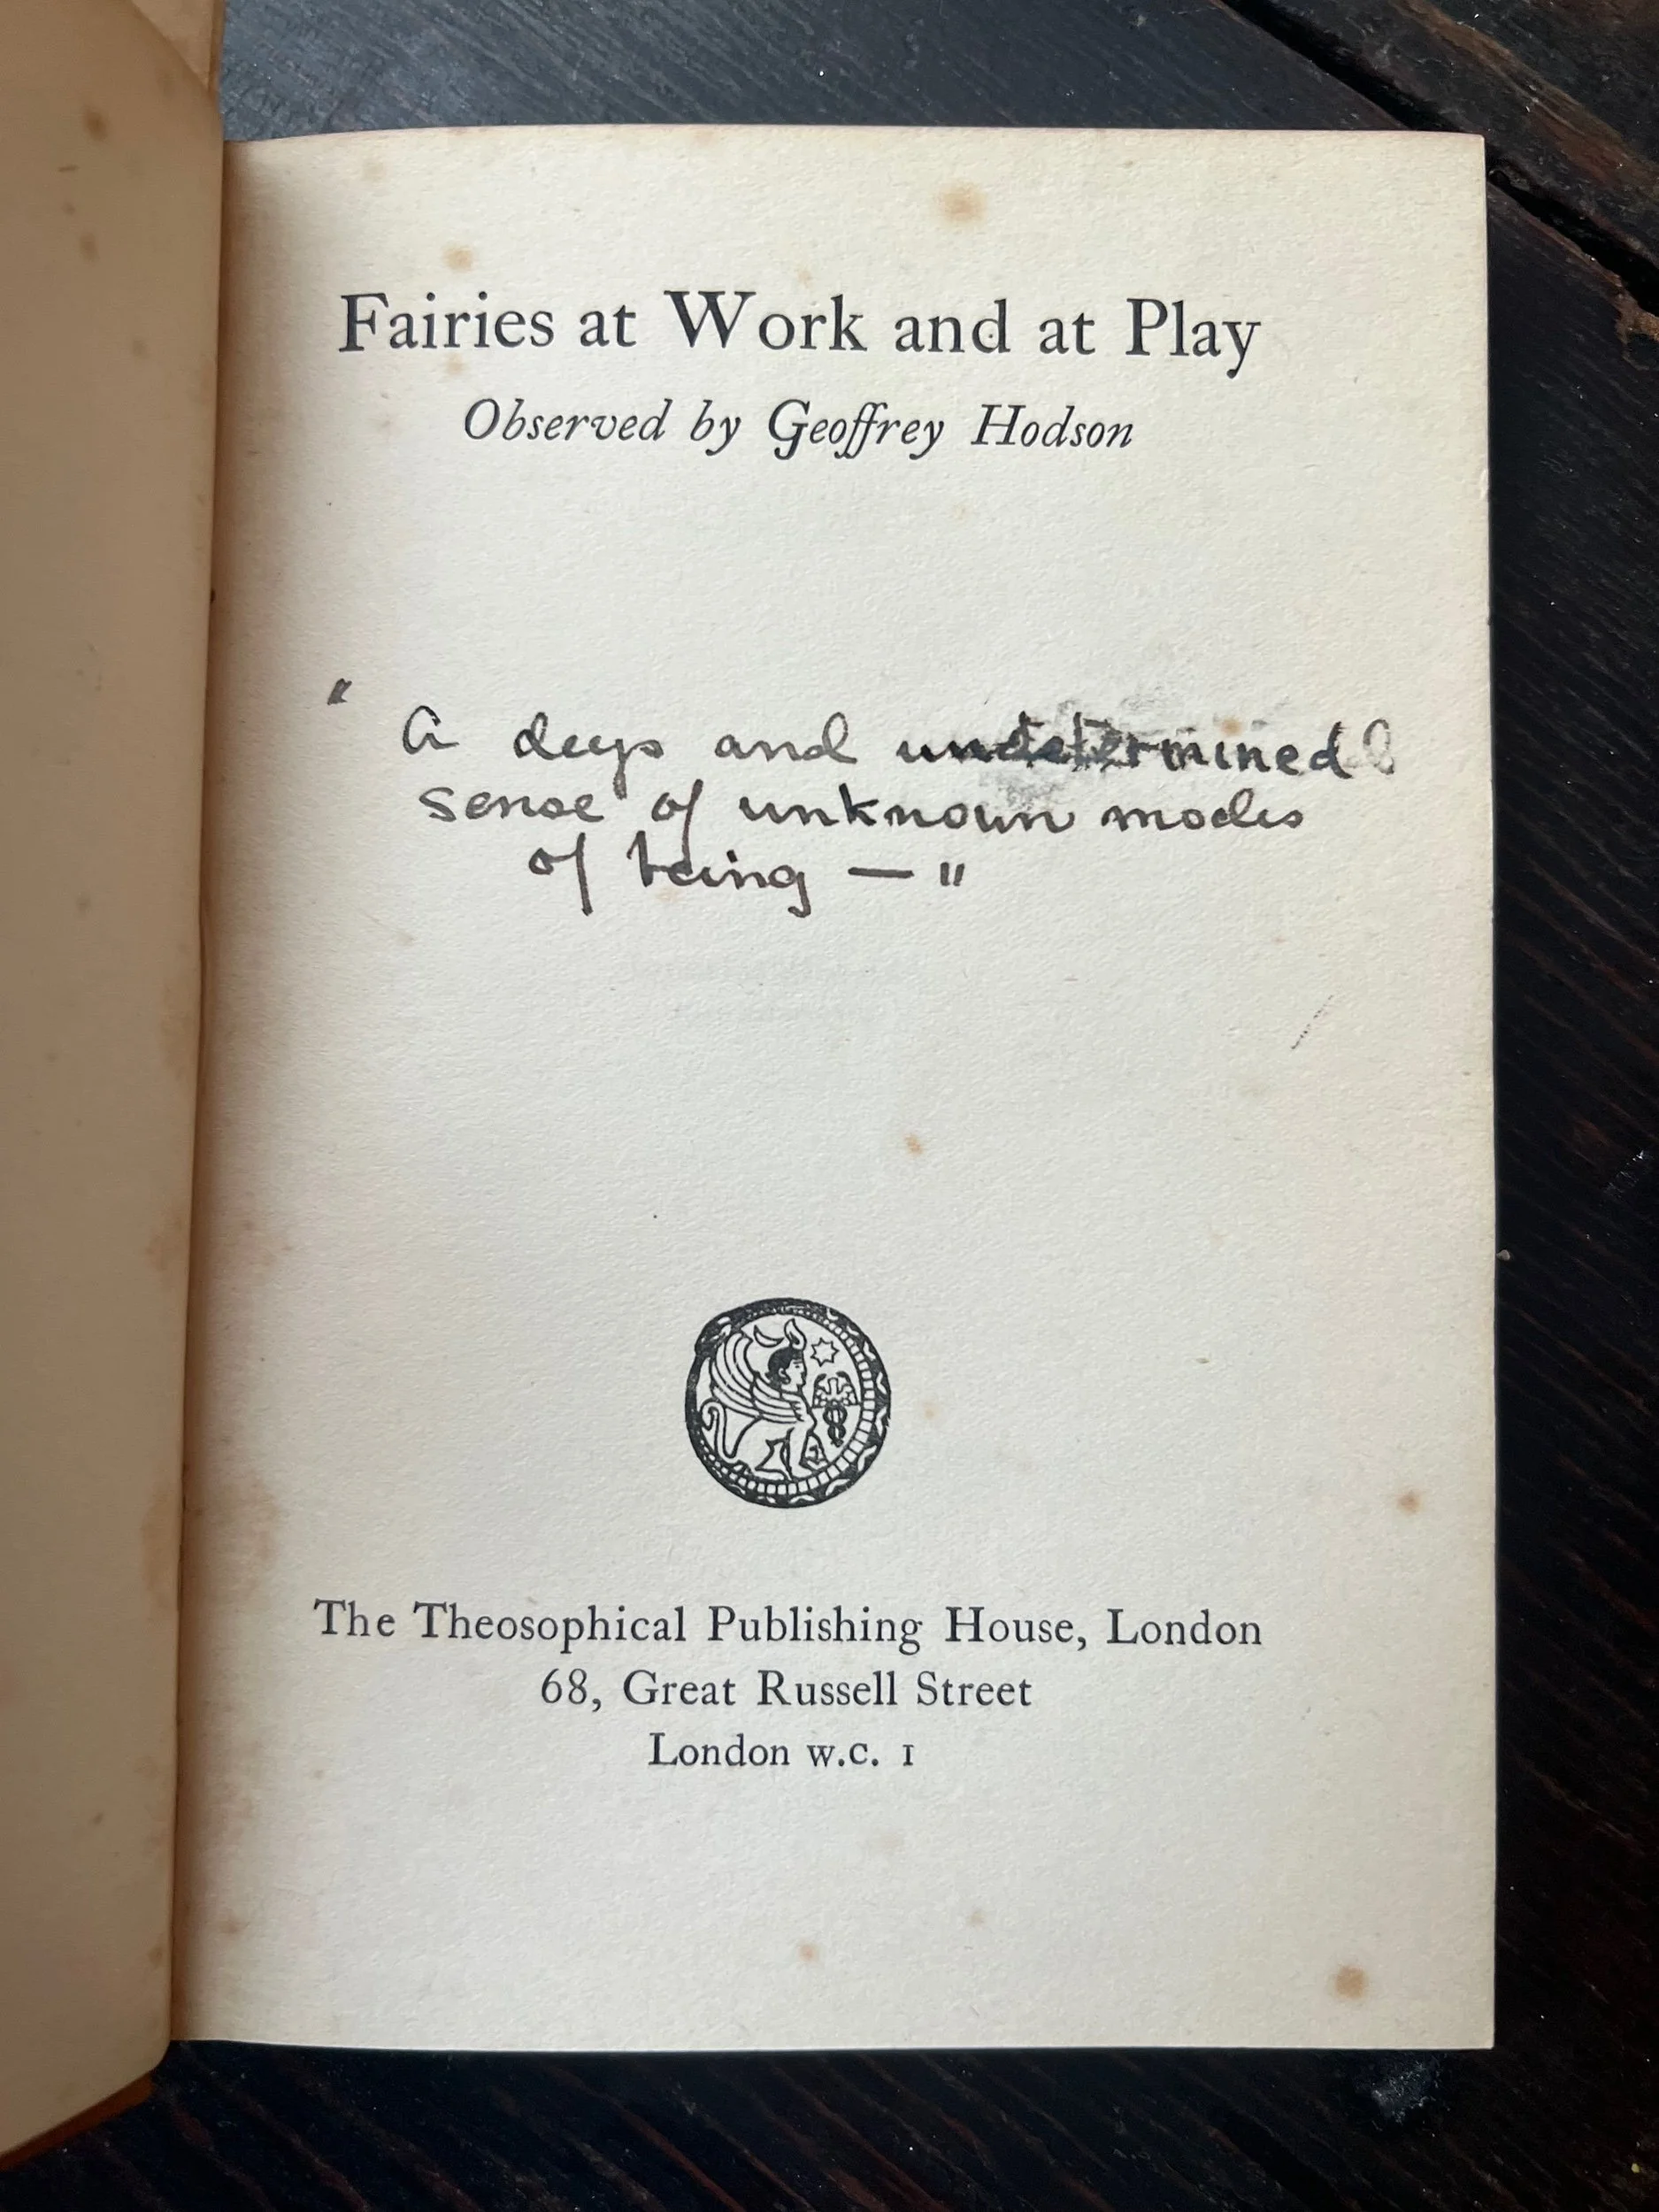 Fairies at Work and at Play
Observed by Geoffrey Hodson
" A deep and undetermined
sense of unknown modes
of being — "
The Theosophical Publishing House, London
68, Great Russell Street
London W.C. 1